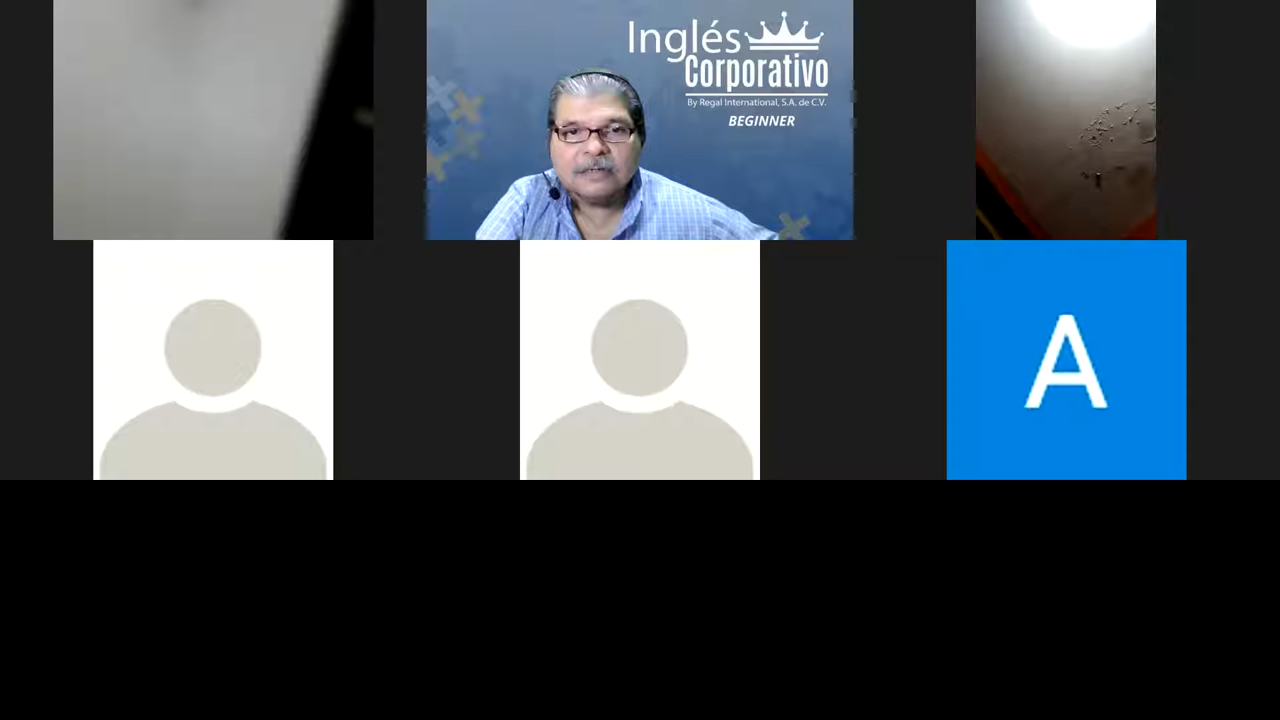 Inglés
Corporativo
By Regal International, S.A. de C.V.
BEGINNER
A